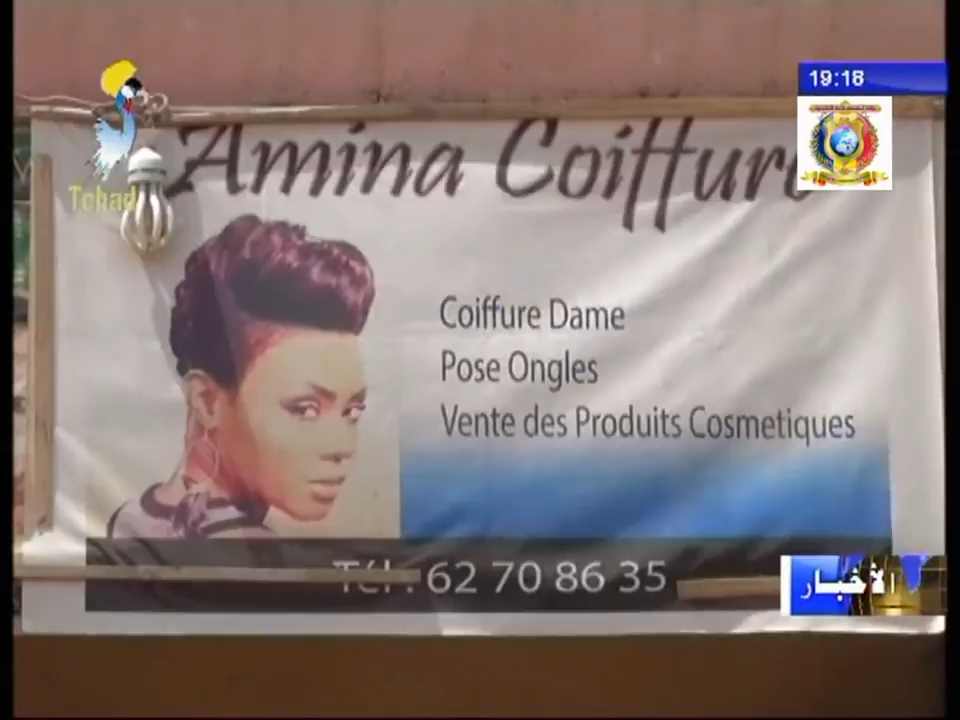 19:18
Amina Coiffure
Tchad
Coiffure Dame
Pose Ongles
Vente des Produits Cosmetiques
Tél: 62 70 86 35
الأخبار